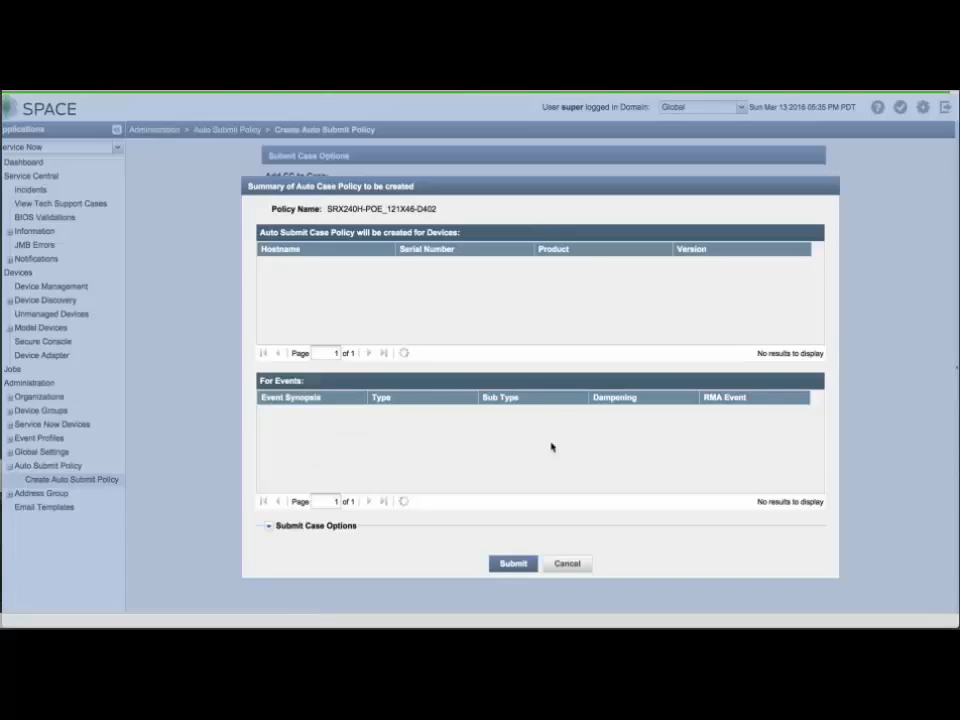 SPACE
User super logged in Domain: Global Sun Mar 13 2016 05:35 PM PDT
pplications
Administration > Auto Submit Policy > Create Auto Submit Policy
ervice Now
Dashboard
Service Central
Incidents
View Tech Support Cases
BIOS Validations
Information
JMB Errors
Notifications
Devices
Device Management
Device Discovery
Unmanaged Devices
Model Devices
Secure Console
Device Adapter
Jobs
Administration
Organizations
Device Groups
Service Now Devices
Event Profiles
Global Settings
Auto Submit Policy
Create Auto Submit Policy
Address Group
Email Templates
Submit Case Options
Add CC to Case:
Summary of Auto Case Policy to be created
Policy Name: SRX240H-POE_121X46-D402
Auto Submit Case Policy will be created for Devices:
Hostname Serial Number Product Version
Page 1 of 1 No results to display
For Events:
Event Synopsis Type Sub Type Dampening RMA Event
Page 1 of 1 No results to display
Submit Case Options
Submit Cancel